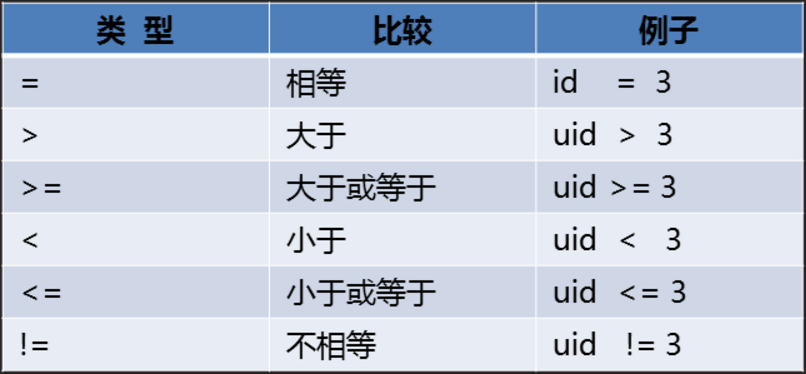 类 型 比较 例子
= 相等 id = 3
> 大于 uid > 3
>= 大于或等于 uid >= 3
< 小于 uid < 3
<= 小于或等于 uid <= 3
!= 不相等 uid != 3